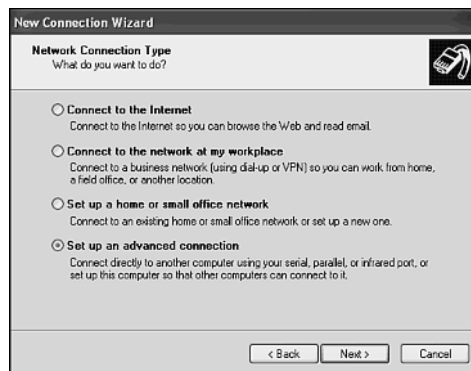 New Connection Wizard
Network Connection Type
What do you want to do?
Connect to the Internet
Connect to the Internet so you can browse the Web and read email.
Connect to the network at my workplace
Connect to a business network (using dial-up or VPN) so you can work from home,
a field office, or another location.
Set up a home or small office network
Connect to an existing home or small office network or set up a new one.
Set up an advanced connection
Connect directly to another computer using your serial, parallel, or infrared port, or
set up this computer so that other computers can connect to it.
< Back Next > Cancel